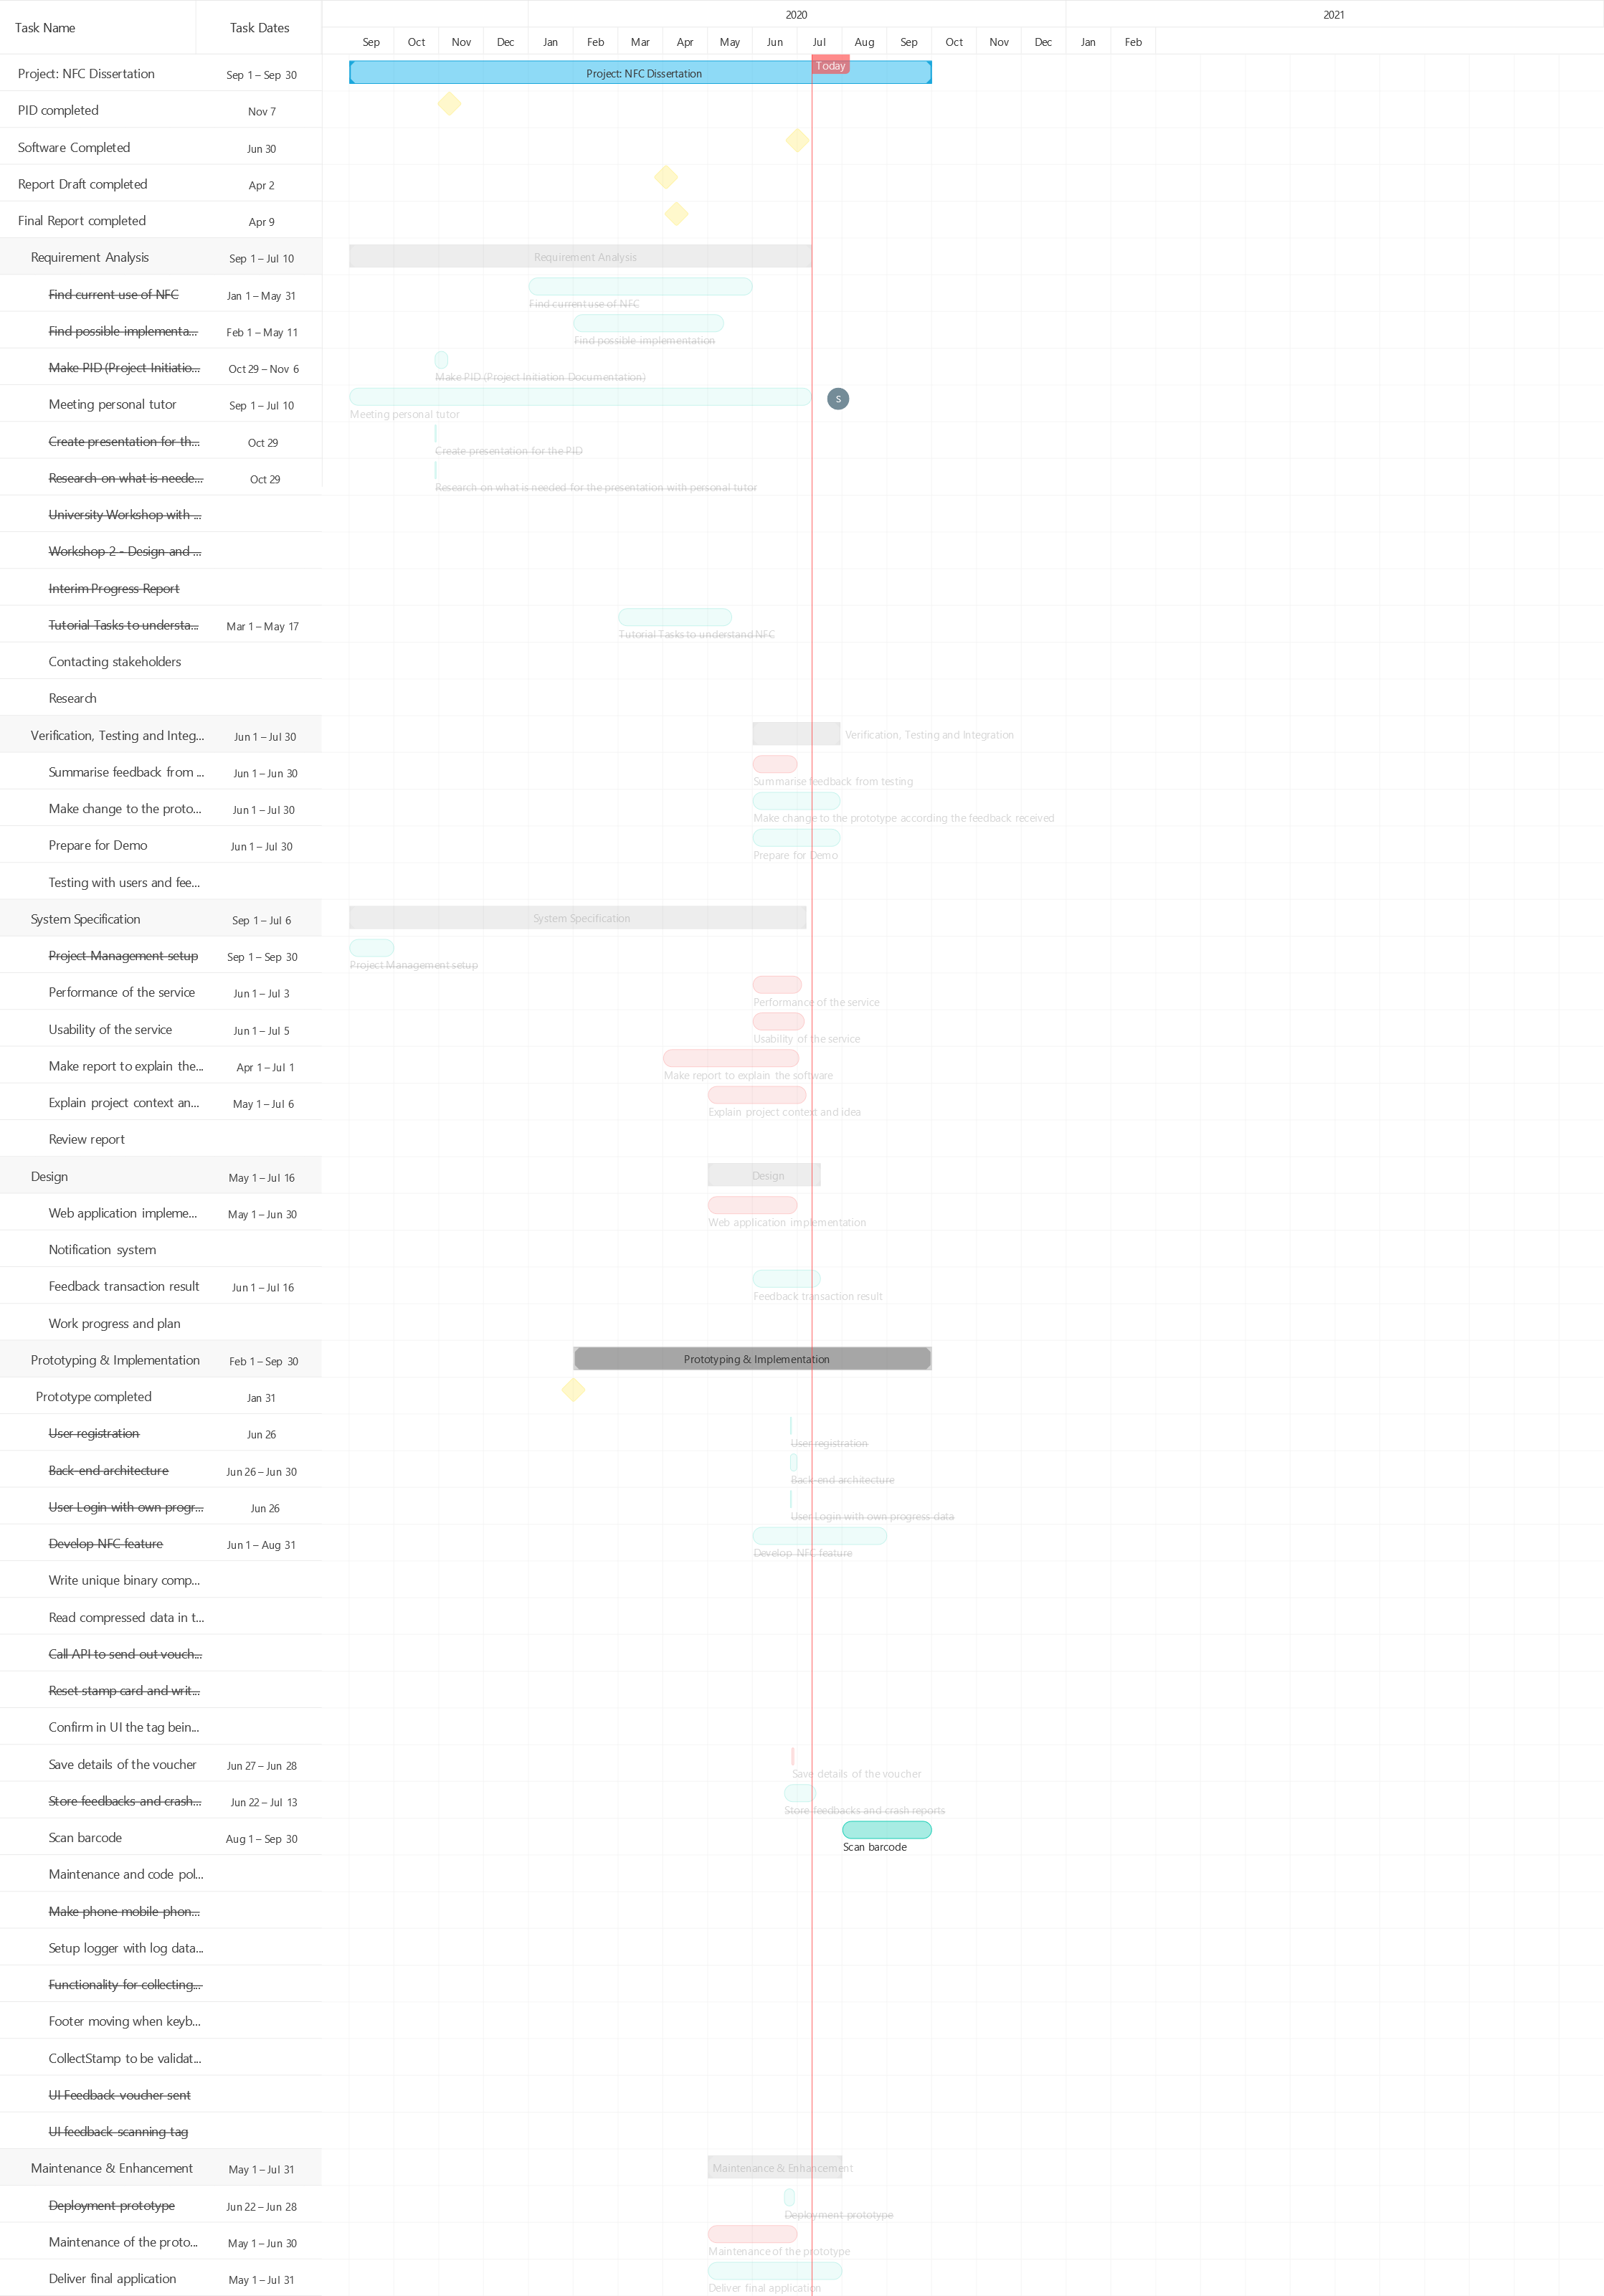 2020 2021
Task Name Task Dates
Sep Oct Nov Dec Jan Feb Mar Apr May Jun Jul Aug Sep Oct Nov Dec Jan Feb
Today
Project: NFC Dissertation Sep 1 – Sep 30 Project: NFC Dissertation
PID completed Nov 7
Software Completed Jun 30
Report Draft completed Apr 2
Final Report completed Apr 9
Requirement Analysis Sep 1 – Jul 10 Requirement Analysis
Find current use of NFC Jan 1 – May 31
Find current use of NFC
Find possible implementa... Feb 1 – May 11
Find possible implementation
Make PID (Project Initiatio... Oct 29 – Nov 6
Make PID (Project Initiation Documentation)
Meeting personal tutor Sep 1 – Jul 10 S
Meeting personal tutor
Create presentation for th... Oct 29
Create presentation for the PID
Research on what is neede... Oct 29
Research on what is needed for the presentation with personal tutor
University Workshop with ...
Workshop 2 - Design and ...
Interim Progress Report
Tutorial Tasks to understa... Mar 1 – May 17
Tutorial Tasks to understand NFC
Contacting stakeholders
Research
Verification, Testing and Integ... Jun 1 – Jul 30 Verification, Testing and Integration
Summarise feedback from ... Jun 1 – Jun 30
Summarise feedback from testing
Make change to the proto... Jun 1 – Jul 30
Make change to the prototype according the feedback received
Prepare for Demo Jun 1 – Jul 30
Prepare for Demo
Testing with users and fee...
System Specification Sep 1 – Jul 6 System Specification
Project Management setup Sep 1 – Sep 30
Project Management setup
Performance of the service Jun 1 – Jul 3
Performance of the service
Usability of the service Jun 1 – Jul 5
Usability of the service
Make report to explain the... Apr 1 – Jul 1
Make report to explain the software
Explain project context an... May 1 – Jul 6
Explain project context and idea
Review report
Design May 1 – Jul 16 Design
Web application impleme... May 1 – Jun 30
Web application implementation
Notification system
Feedback transaction result Jun 1 – Jul 16
Feedback transaction result
Work progress and plan
Prototyping & Implementation Feb 1 – Sep 30 Prototyping & Implementation
Prototype completed Jan 31
User registration Jun 26
User registration
Back-end architecture Jun 26 – Jun 30
Back-end architecture
User Login with own progr... Jun 26
User Login with own progress data
Develop NFC feature Jun 1 – Aug 31
Develop NFC feature
Write unique binary comp...
Read compressed data in t...
Call API to send out vouch...
Reset stamp card and writ...
Confirm in UI the tag bein...
Save details of the voucher Jun 27 – Jun 28
Save details of the voucher
Store feedbacks and crash... Jun 22 – Jul 13
Store feedbacks and crash reports
Scan barcode Aug 1 – Sep 30
Scan barcode
Maintenance and code pol...
Make phone mobile phon...
Setup logger with log data...
Functionality for collecting...
Footer moving when keyb...
CollectStamp to be validat...
UI Feedback voucher sent
UI feedback scanning tag
Maintenance & Enhancement May 1 – Jul 31 Maintenance & Enhancement
Deployment prototype Jun 22 – Jun 28
Deployment prototype
Maintenance of the proto... May 1 – Jun 30
Maintenance of the prototype
Deliver final application May 1 – Jul 31
Deliver final application